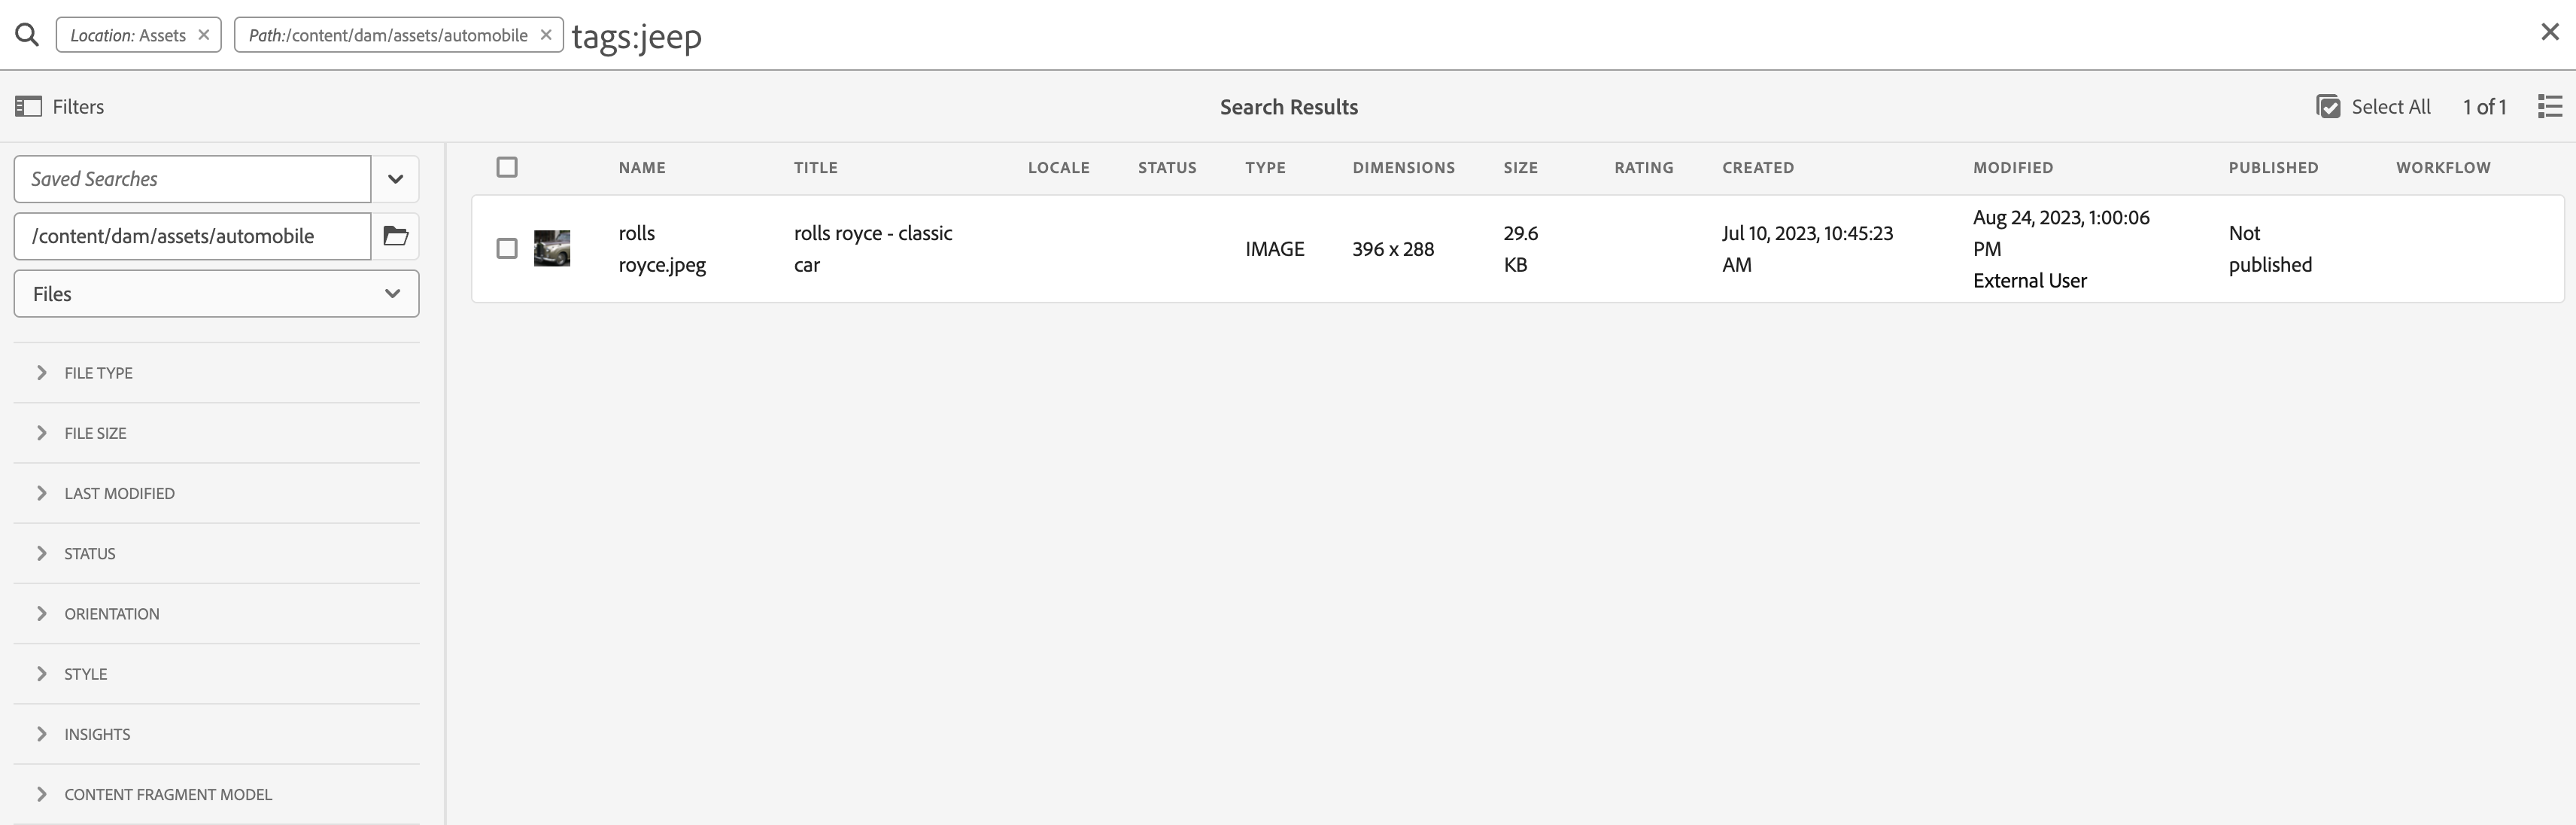 Location: Assets × Path:/content/dam/assets/automobile × tags:jeep
Filters Search Results Select All 1 of 1
Saved Searches
/content/dam/assets/automobile
Files
FILE TYPE
FILE SIZE
LAST MODIFIED
STATUS
ORIENTATION
STYLE
INSIGHTS
CONTENT FRAGMENT MODEL
NAME TITLE LOCALE STATUS TYPE DIMENSIONS SIZE RATING CREATED MODIFIED PUBLISHED WORKFLOW
rolls
royce.jpeg
rolls royce - classic
car
IMAGE
396 x 288
29.6
KB
Jul 10, 2023, 10:45:23
AM
Aug 24, 2023, 1:00:06
PM
External User
Not
published